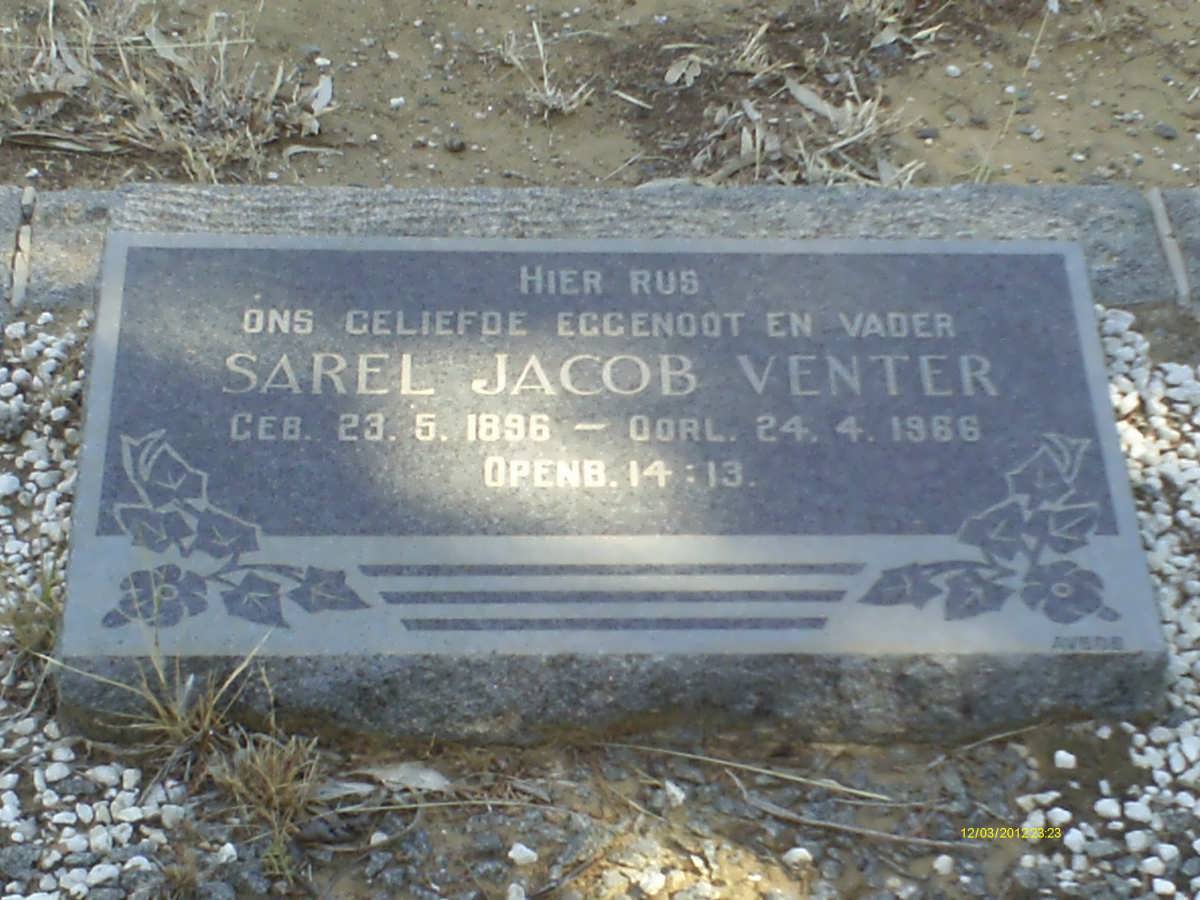 HIER RUS
ONS GELIEFDE EGGENOOT EN VADER
SAREL JACOB VENTER
GEB. 23. 5. 1896 – OORL. 24. 4. 1966
OPENB. 14 : 13.
12/03/2012 23:23